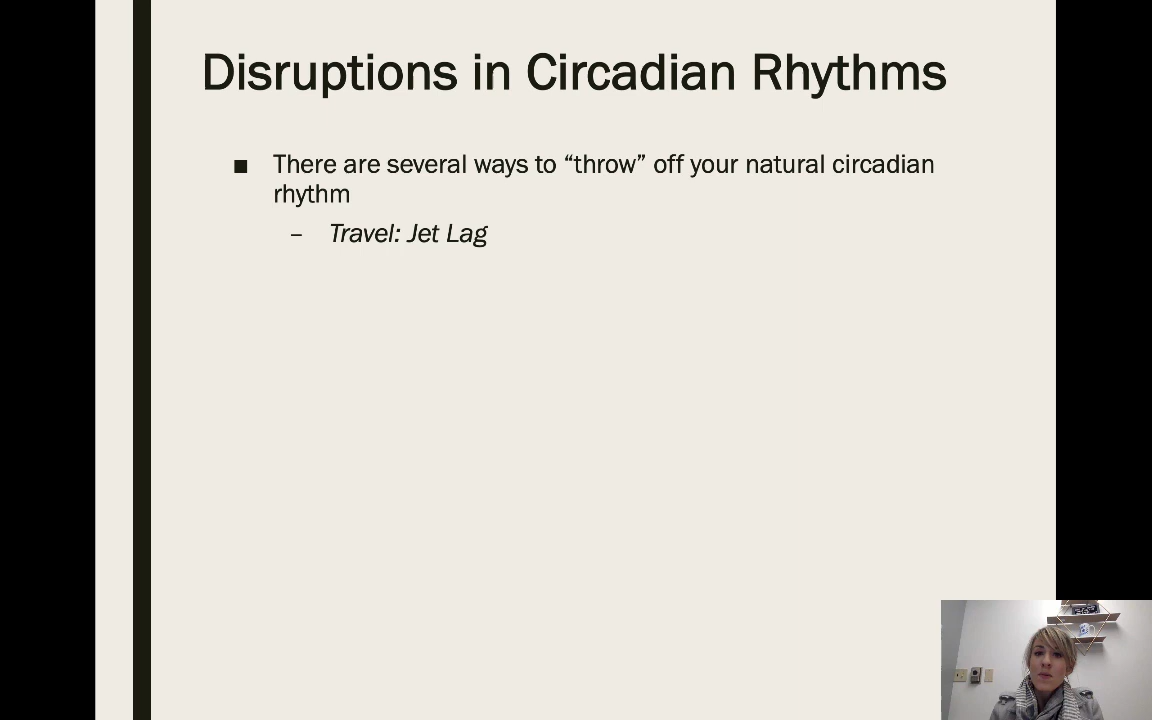 Disruptions in Circadian Rhythms
■ There are several ways to “throw” off your natural circadian
rhythm
– Travel: Jet Lag